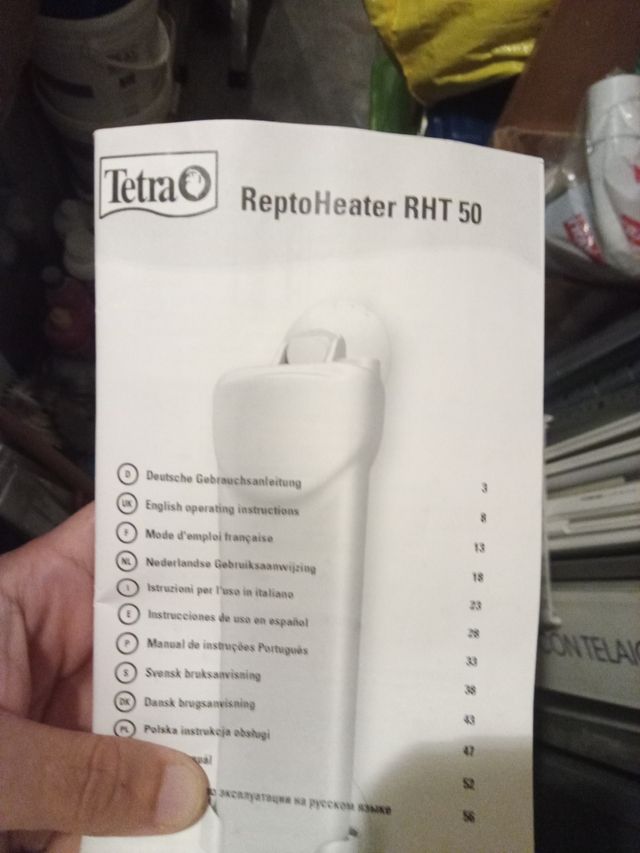 Tetra
ReptoHeater RHT 50
D Deutsche Gebrauchsanleitung 3
UK English operating instructions 8
F Mode d'emploi française 13
NL Nederlandse Gebruiksaanwijzing 18
I Istruzioni per l'uso in italiano 23
E Instrucciones de uso en español 28
P Manual de instruções Português 33
S Svensk bruksanvisning 38
DK Dansk brugsanvisning 43
PL Polska instrukcja obsługi 47
52
эксплуатации на русском языке 56
ON TELAI